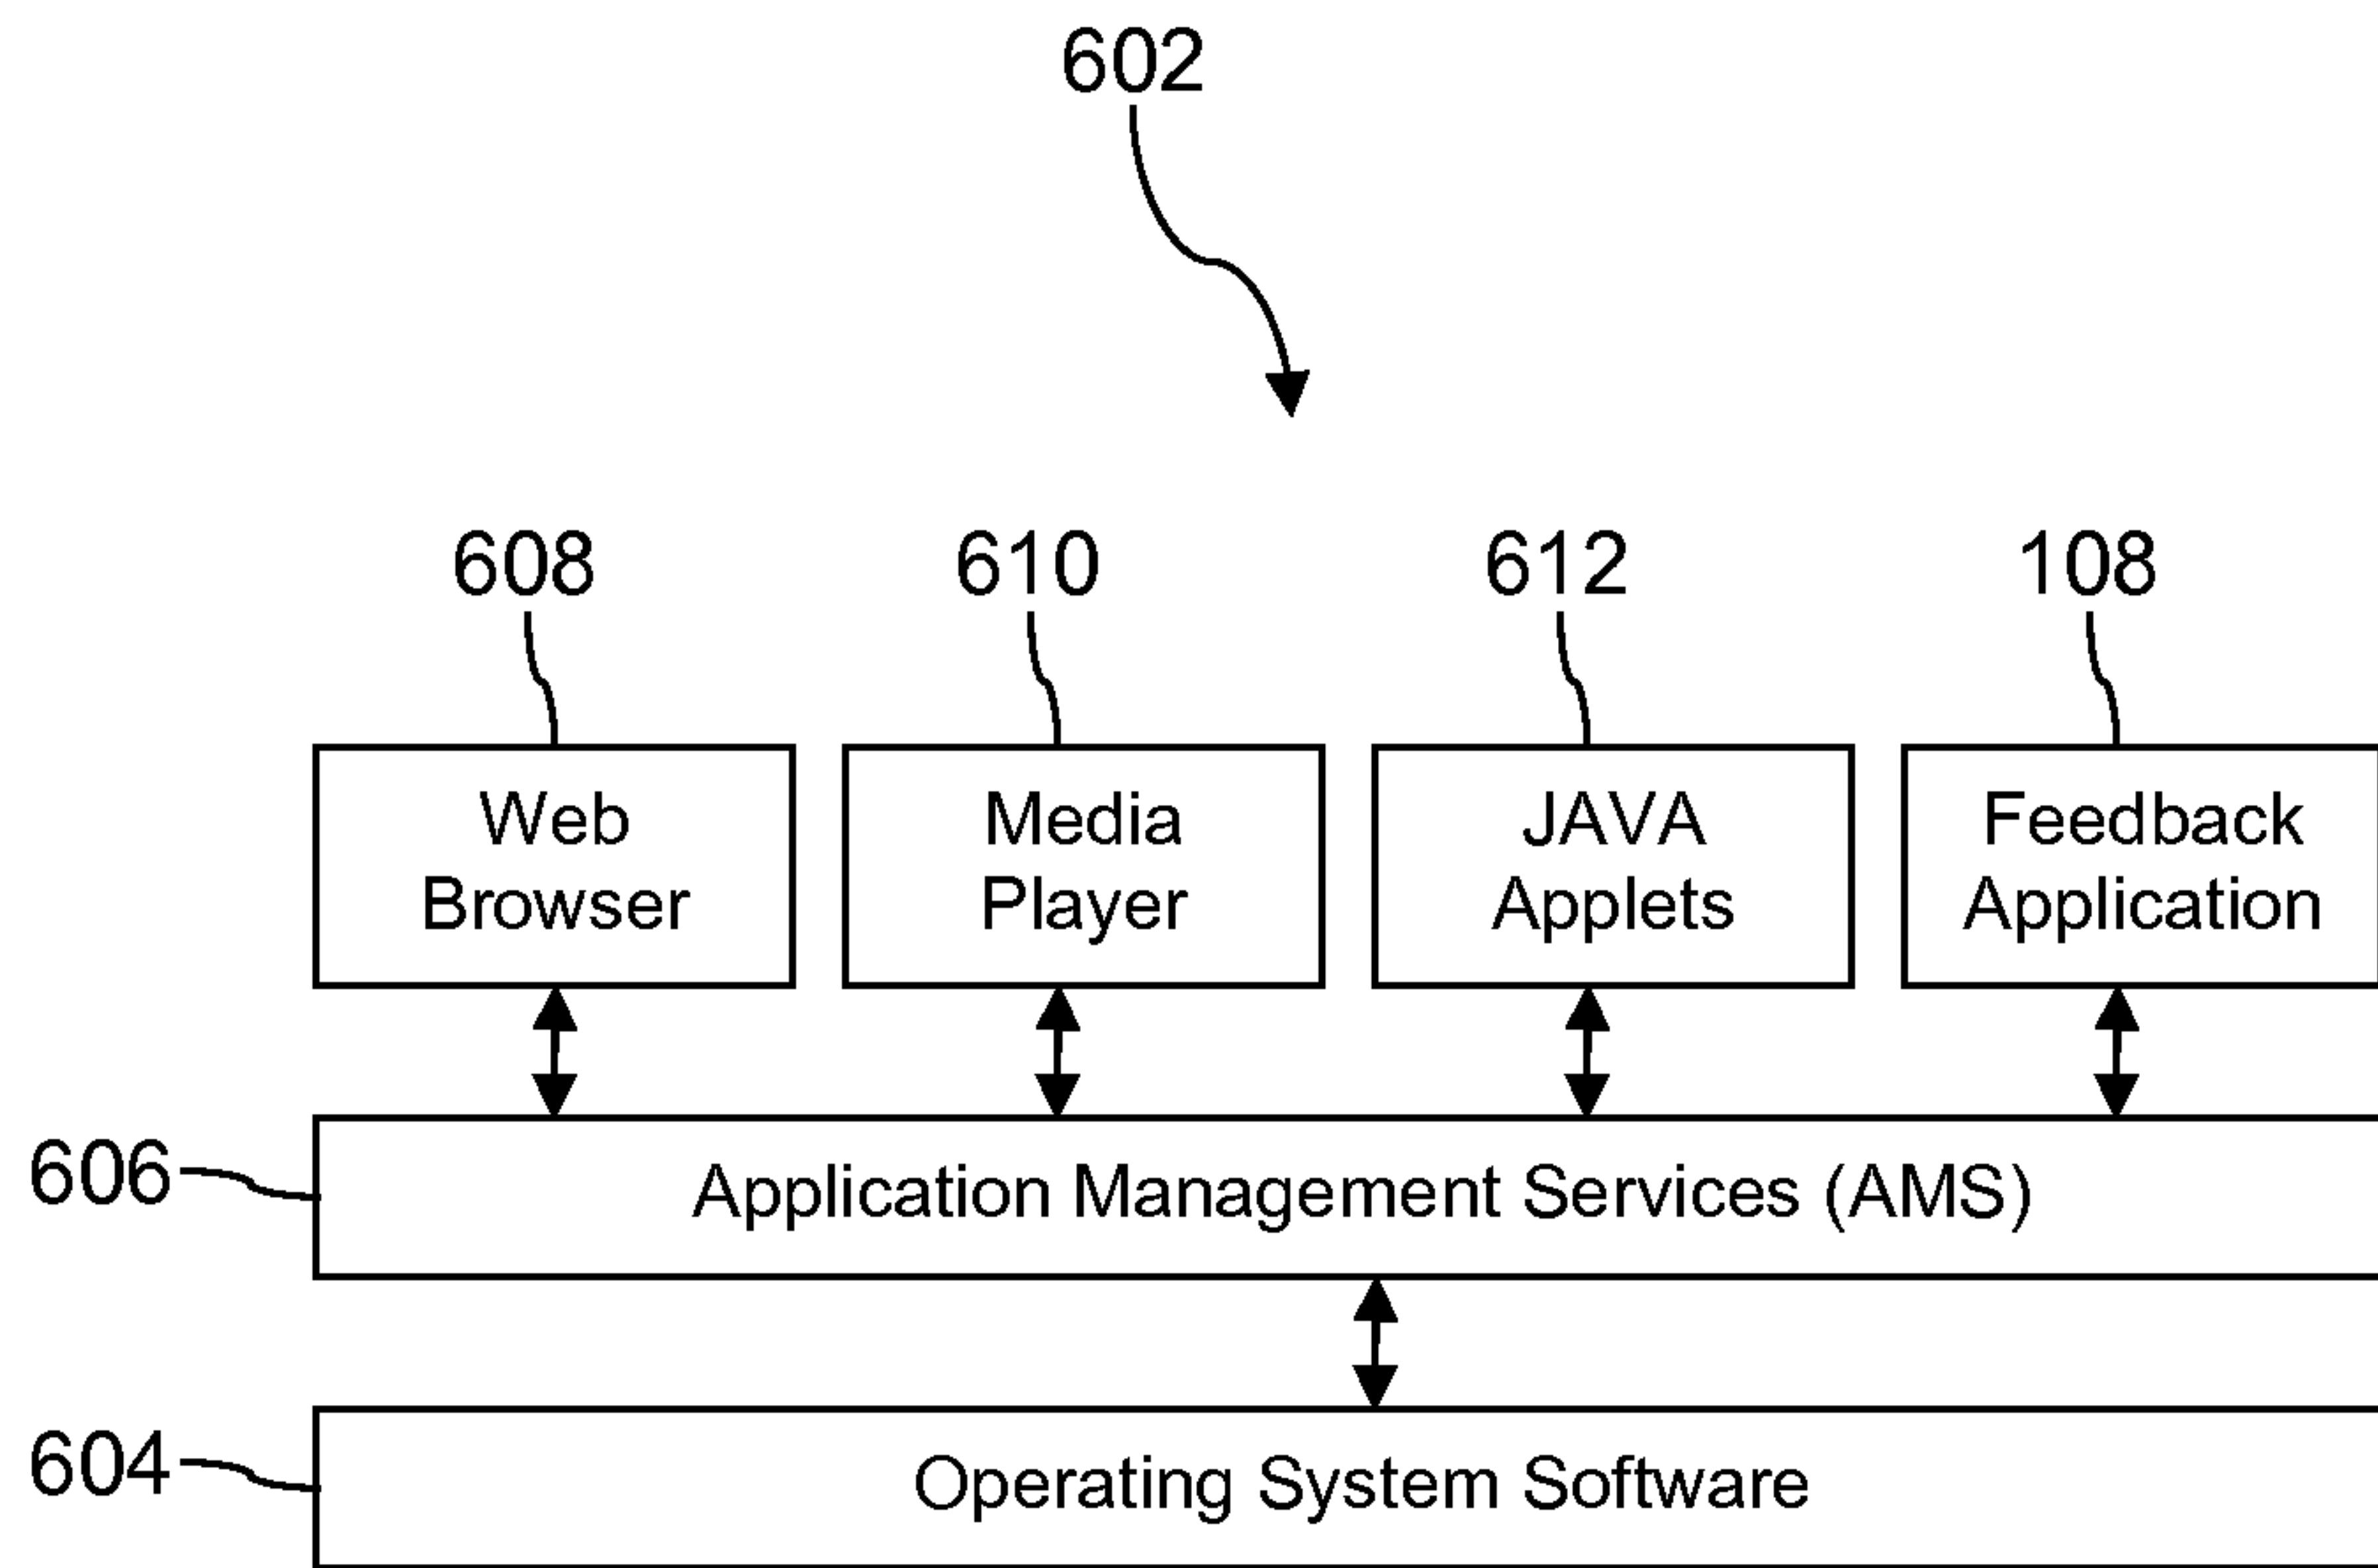 602
608
610
612
108
Web
Browser
Media
Player
JAVA
Applets
Feedback
Application
606
Application Management Services (AMS)
604
Operating System Software